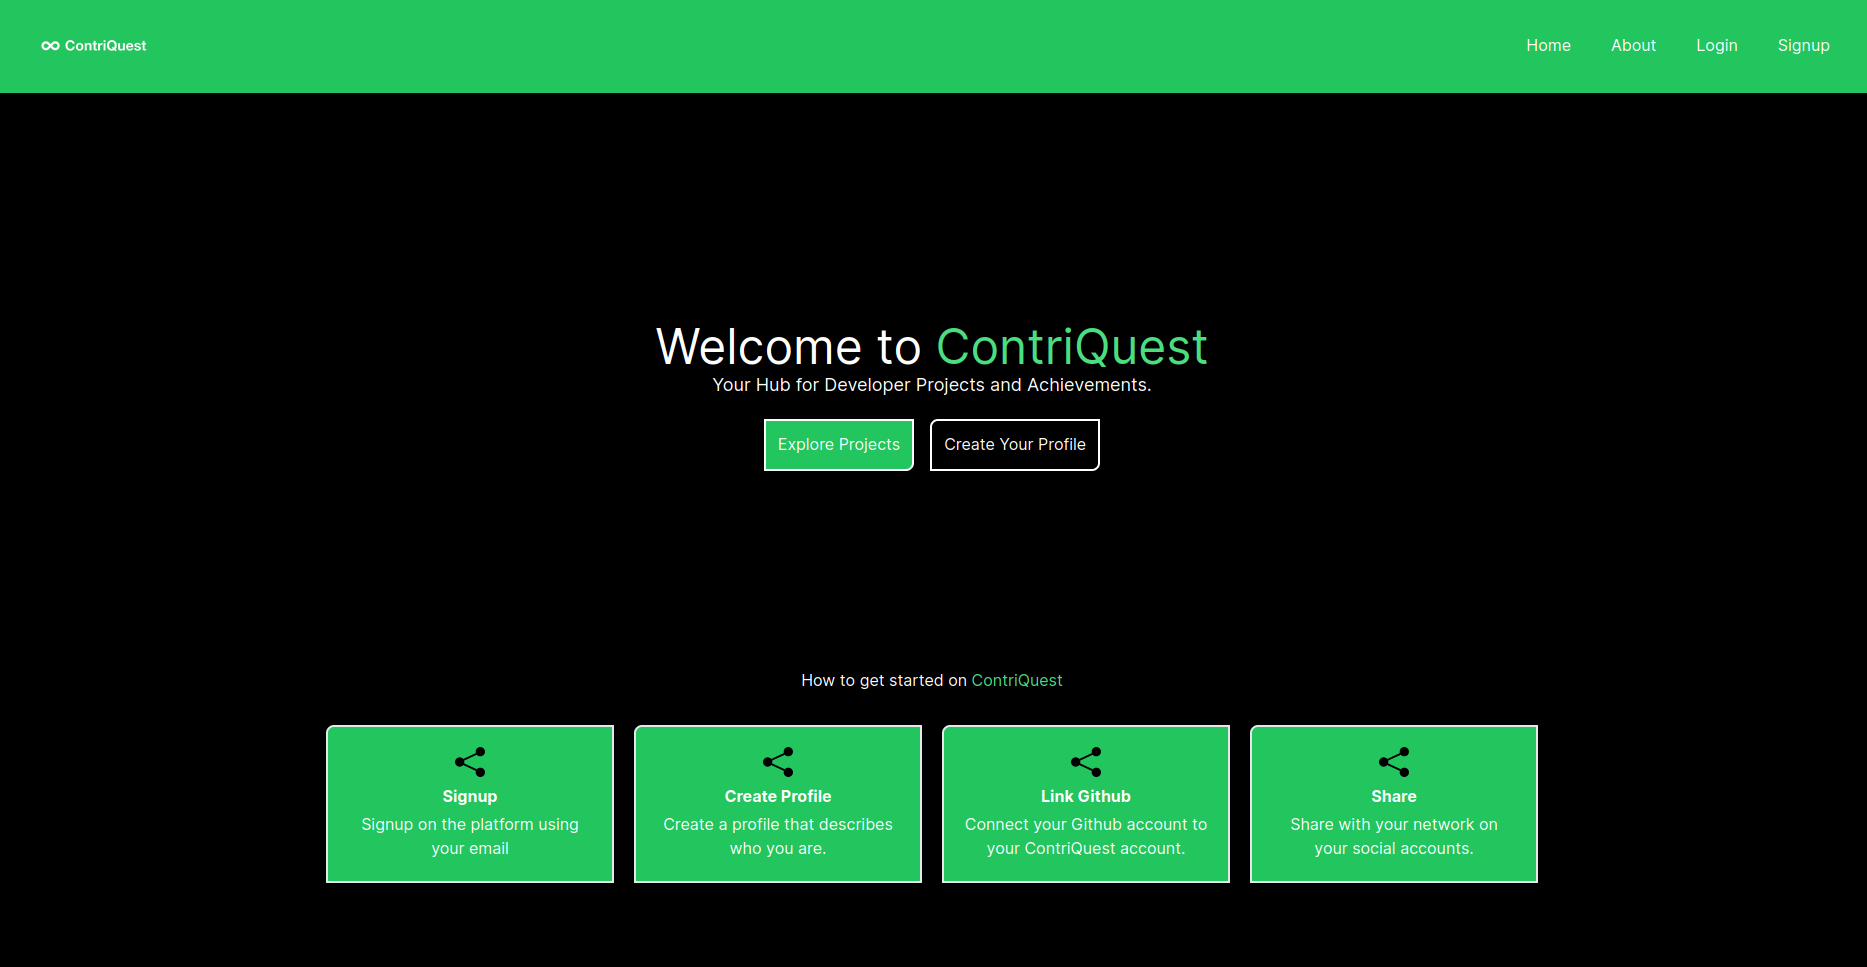 ContriQuest
Home About Login Signup
Welcome to ContriQuest
Your Hub for Developer Projects and Achievements.
Explore Projects
Create Your Profile
How to get started on ContriQuest
Signup
Signup on the platform using
your email
Create Profile
Create a profile that describes
who you are.
Link Github
Connect your Github account to
your ContriQuest account.
Share
Share with your network on
your social accounts.